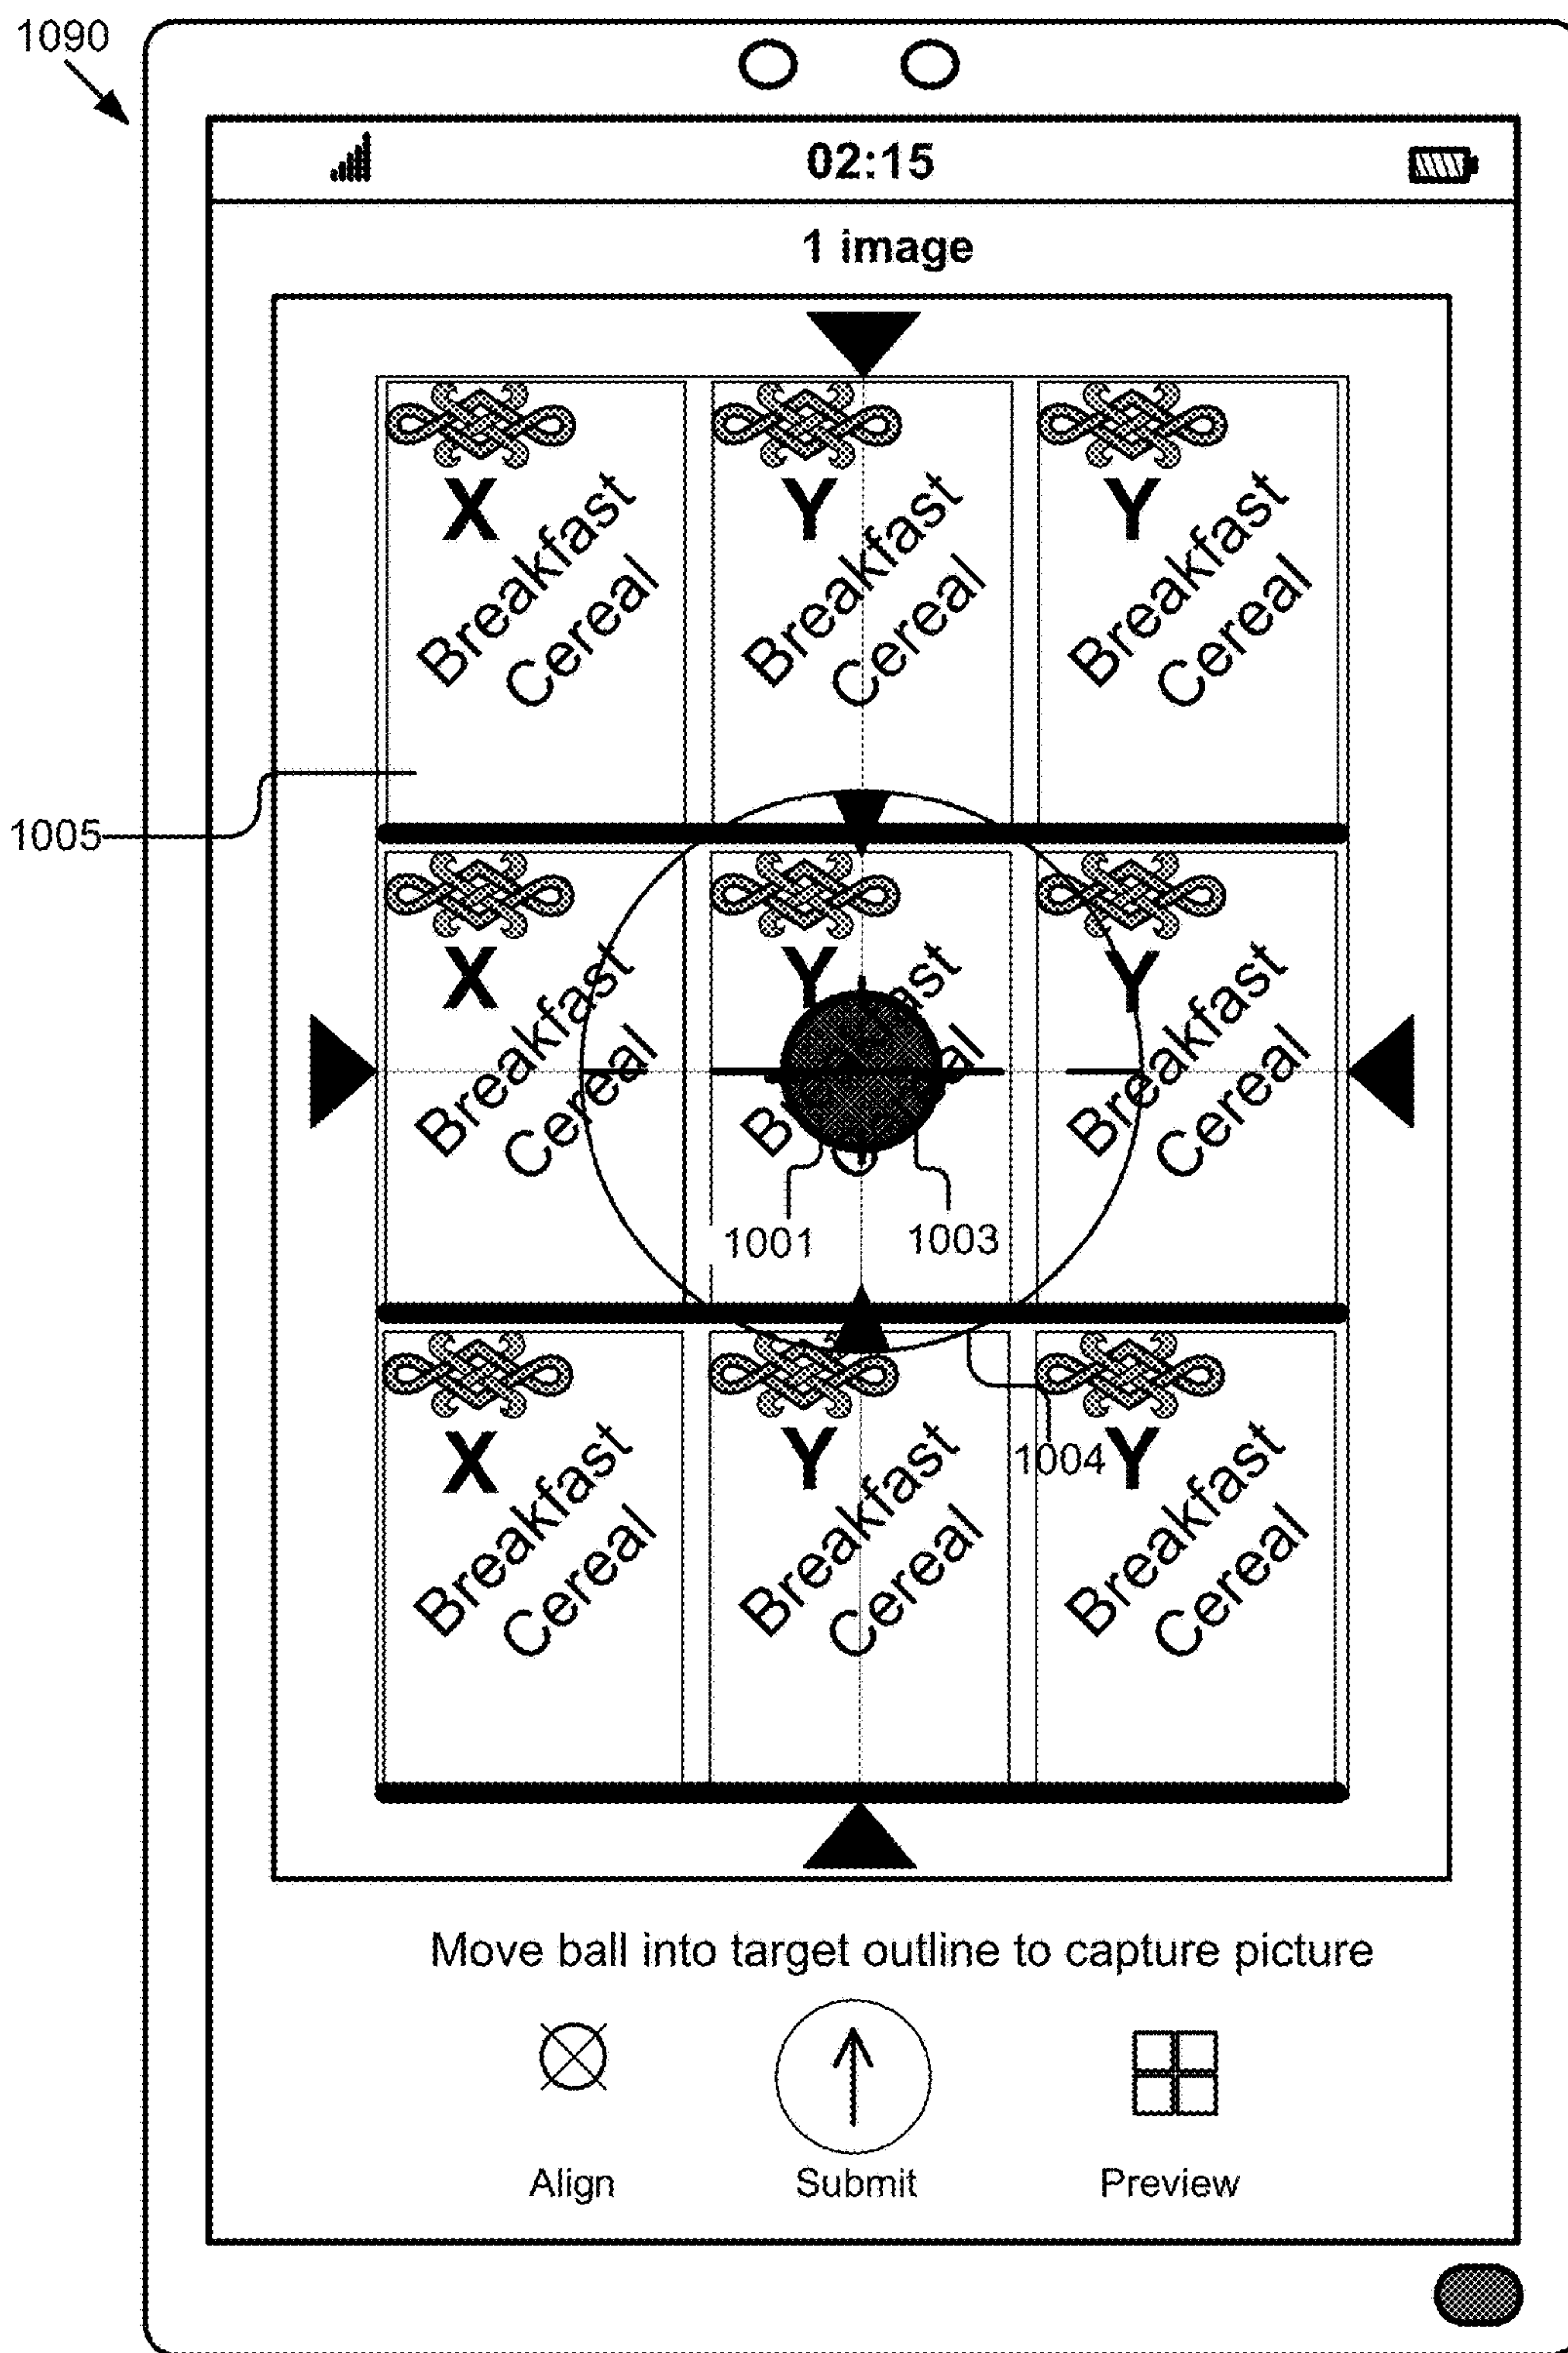 1090
02:15
1 image
X Y Y
Breakfast Breakfast Breakfast
Cereal Cereal Cereal
1005
X Y Y
Breakfast Breakfast
Cereal Cereal
1001 1003
X Y 1004 Y
Breakfast Breakfast Breakfast
Cereal Cereal Cereal
Move ball into target outline to capture picture
Align Submit Preview